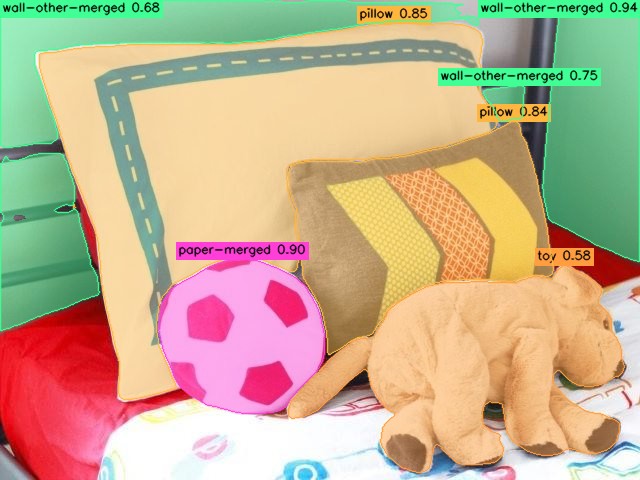 wall-other-merged 0.68
pillow 0.85
wall-other-merged 0.94
wall-other-merged 0.75
pillow 0.84
paper-merged 0.90
toy 0.58